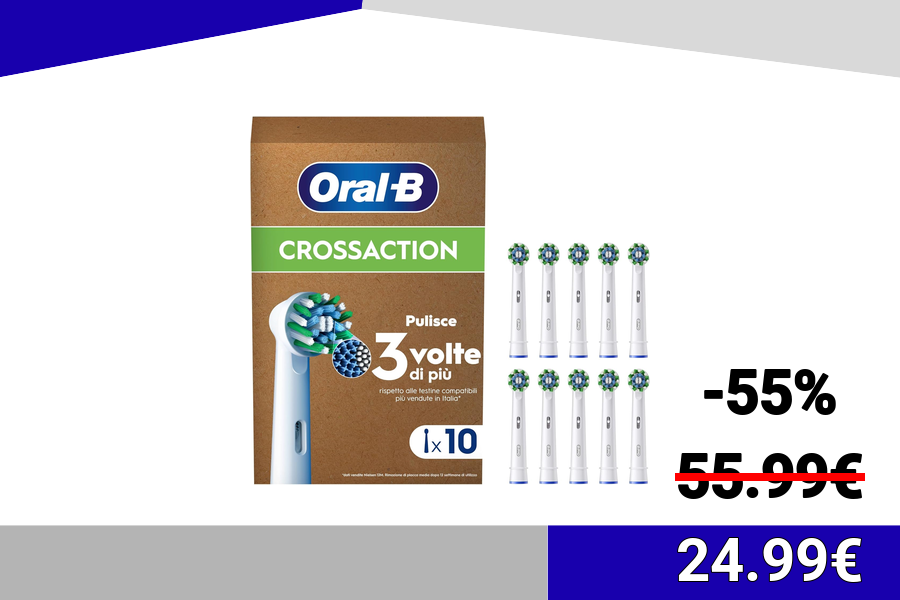 Oral-B
CROSSACTION
Pulisce
3 volte
di più
rispetto alle testine compatibili
più vendute in Italia*
x10
-55%
55.99€
24.99€